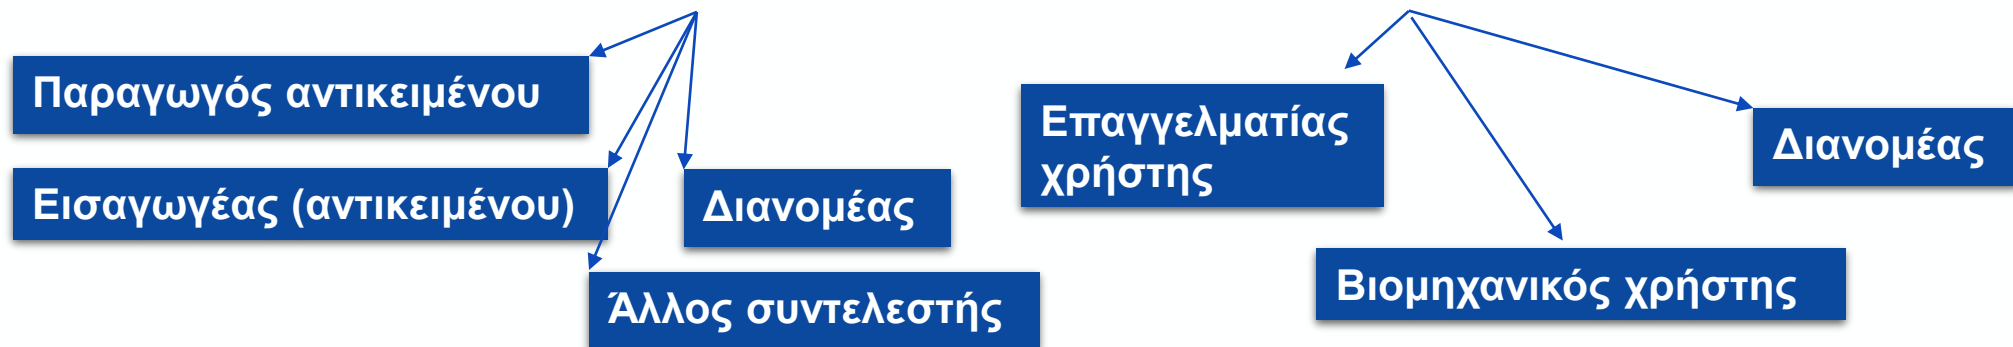 Παραγωγός αντικειμένου
Εισαγωγέας (αντικειμένου)
Διανομέας
Άλλος συντελεστής
Επαγγελματίας
χρήστης
Διανομέας
Βιομηχανικός χρήστης